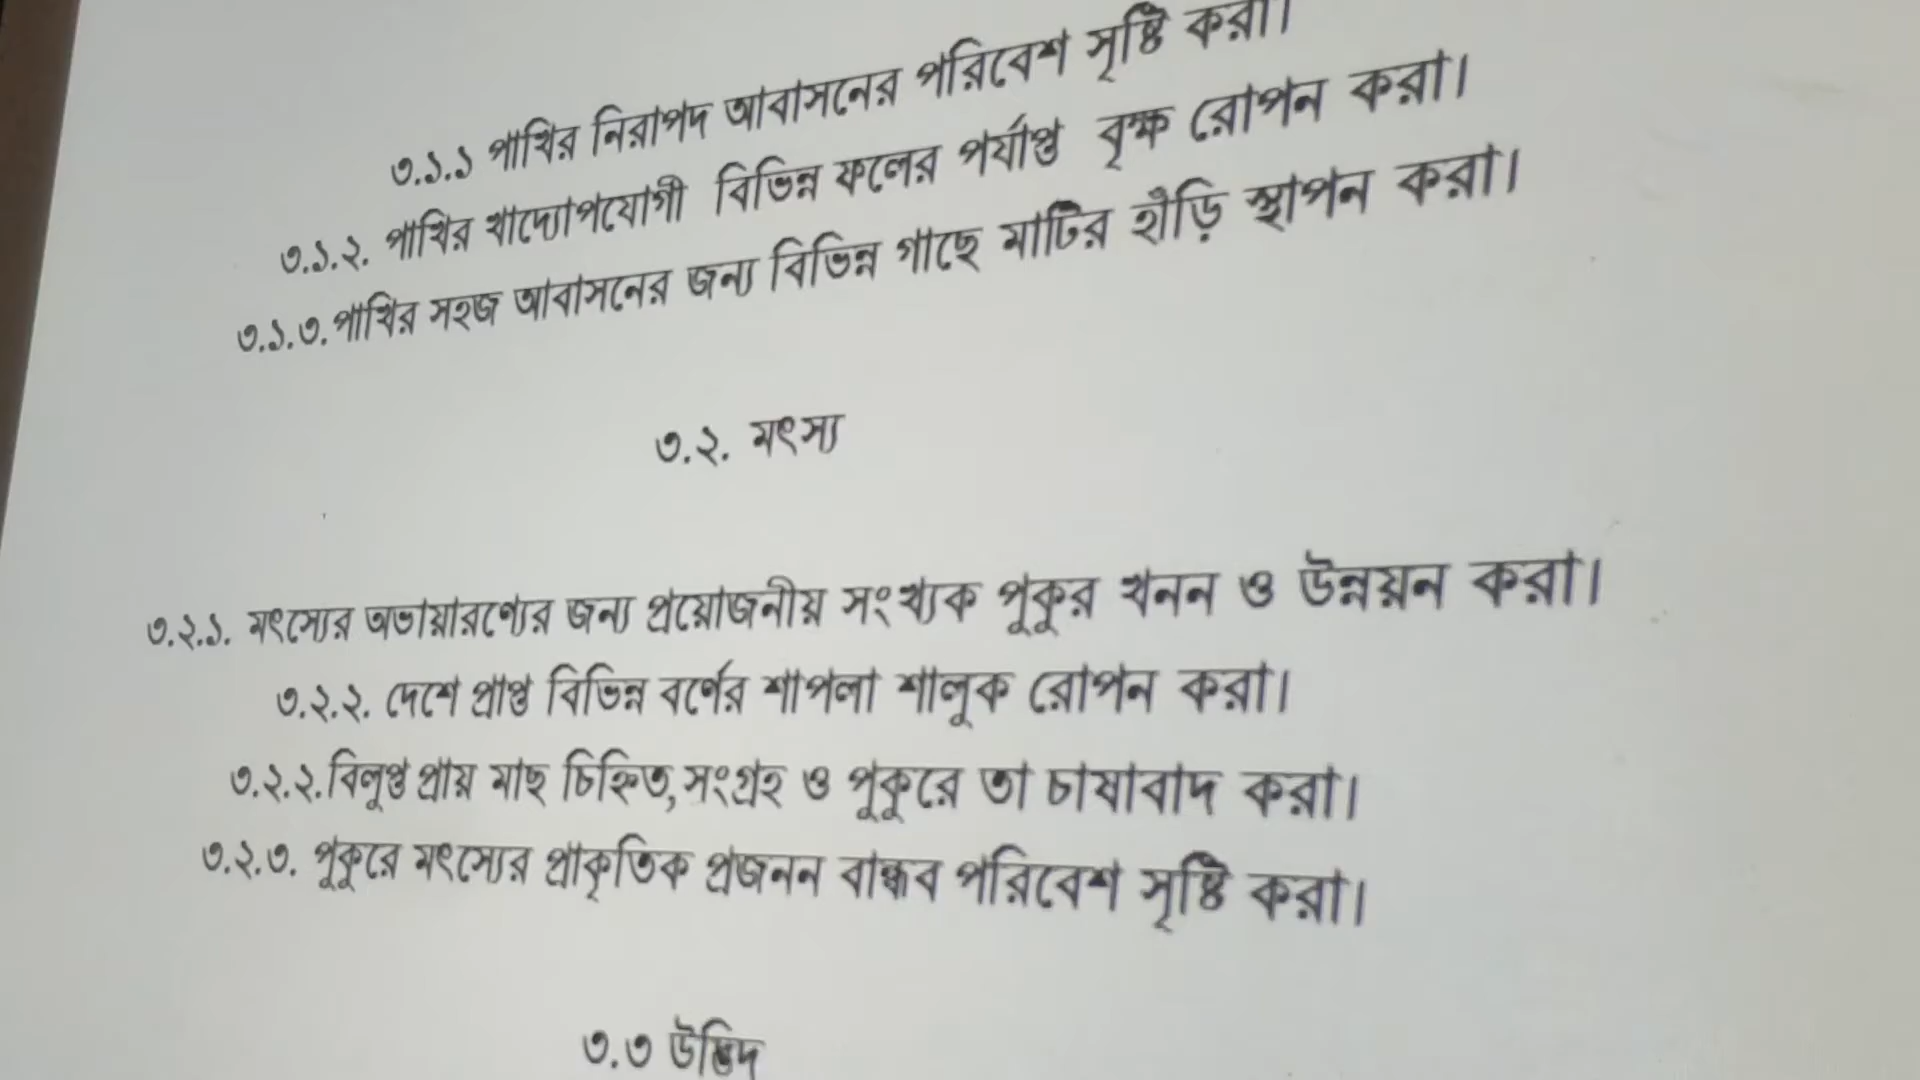 ৩.১.১ পাখির নিরাপদ আবাসনের পরিবেশ সৃষ্টি করা।
৩.১.২. পাখির খাদ্যোপযোগী বিভিন্ন ফলের পর্যাপ্ত বৃক্ষ রোপন করা।
৩.১.৩.পাখির সহজ আবাসনের জন্য বিভিন্ন গাছে মাটির হাঁড়ি স্থাপন করা।
৩.২. মৎস্য
৩.২.১. মৎস্যের অভায়ারণ্যের জন্য প্রয়োজনীয় সংখ্যক পুকুর খনন ও উন্নয়ন করা।
৩.২.২. দেশে প্রাপ্ত বিভিন্ন বর্ণের শাপলা শালুক রোপন করা।
৩.২.২.বিলুপ্ত প্রায় মাছ চিহ্নিত,সংগ্রহ ও পুকুরে তা চাষাবাদ করা।
৩.২.৩. পুকুরে মৎস্যের প্রাকৃতিক প্রজনন বান্ধব পরিবেশ সৃষ্টি করা।
৩.৩ উদ্ভিদ